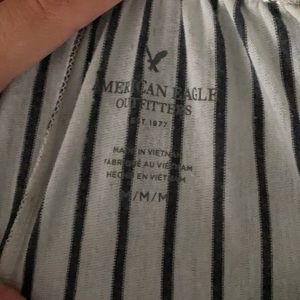 AMERICAN EAGLE
OUTFITTERS
EST. 1977
MADE IN VIETNAM
FABRIQUÉ AU VIETNAM
HECHO EN VIETNAM
M/M/M